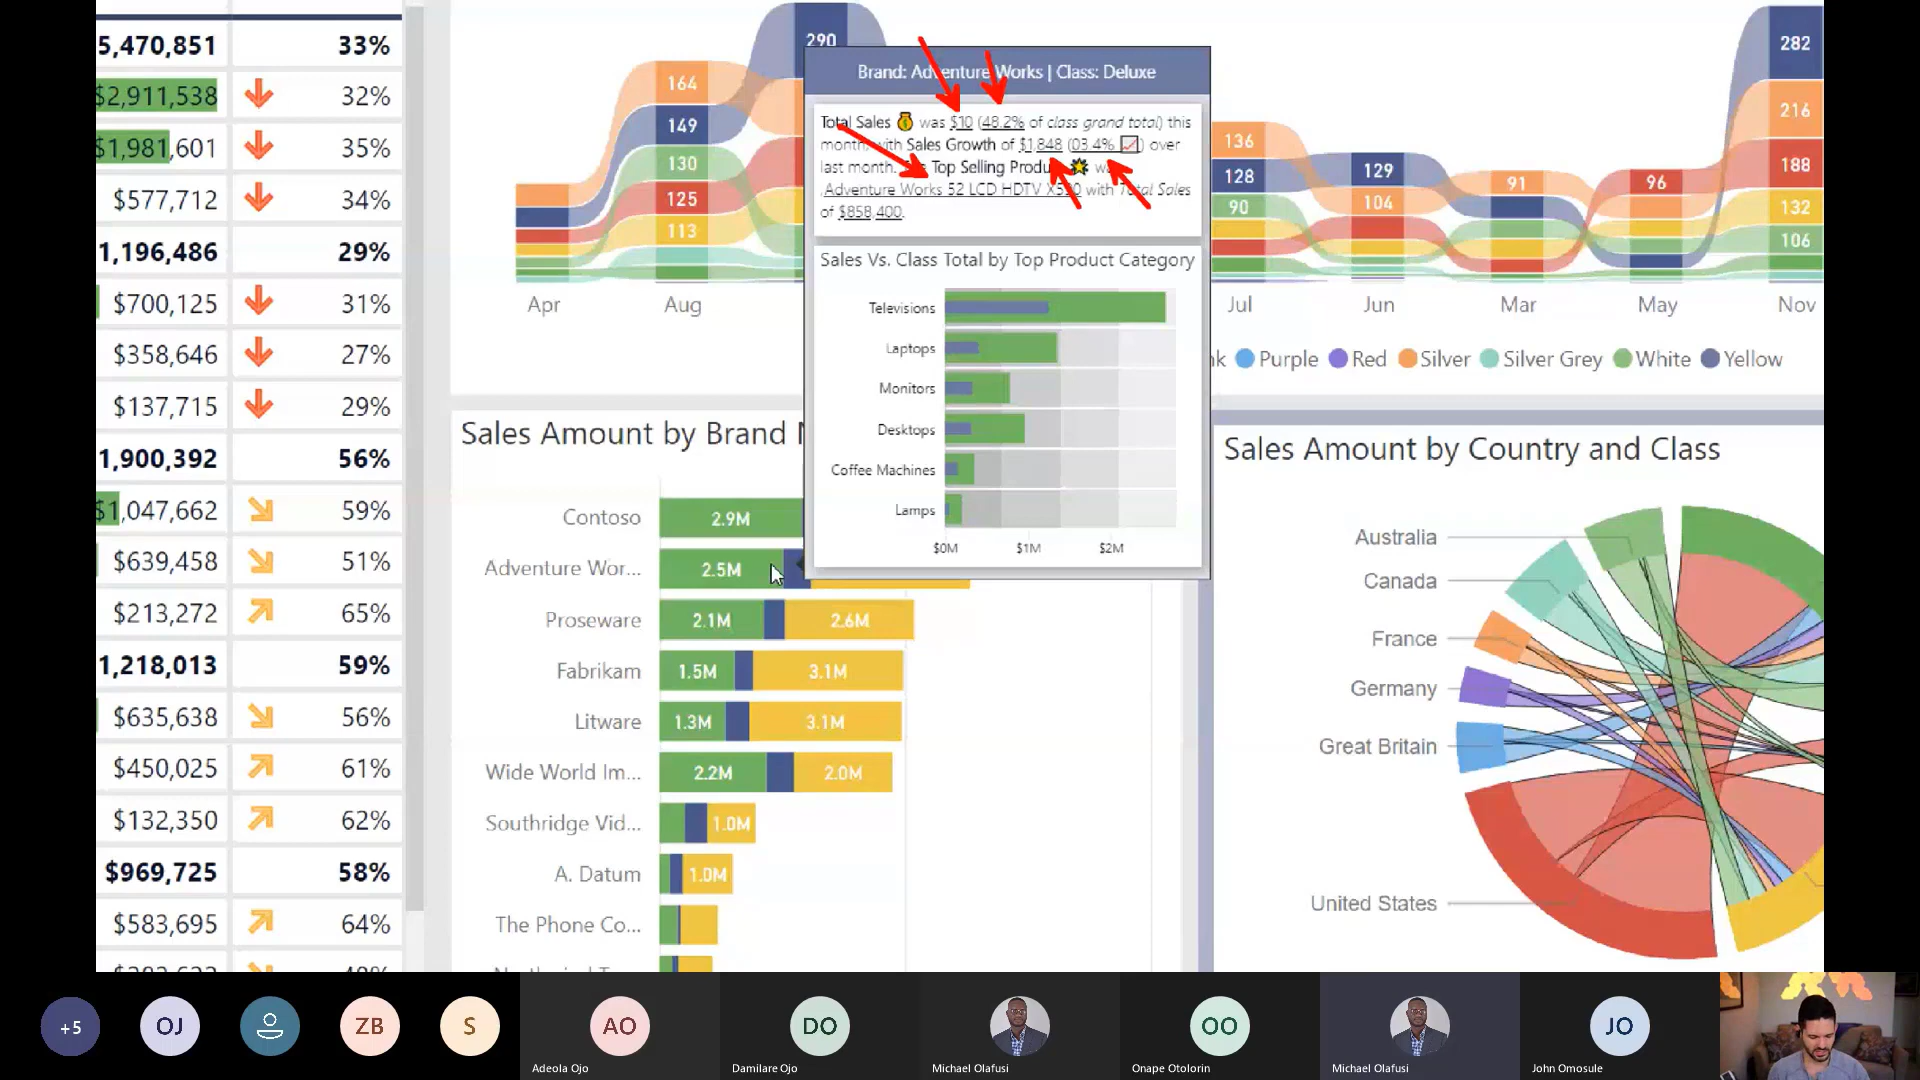 5,470,851 33%
$2,911,538 32%
$1,981,601 35%
$577,712 34%
1,196,486 29%
$700,125 31%
$358,646 27%
$137,715 29%
1,900,392 56%
$1,047,662 59%
$639,458 51%
$213,272 65%
1,218,013 59%
$635,638 56%
$450,025 61%
$132,350 62%
$969,725 58%
$583,695 64%
164
149
130
125
113
290
Apr
Aug
Brand: Adventure Works | Class: Deluxe
Total Sales 💰 was $10 (48.2% of class grand total) this
month with Sales Growth of $1,848 (03.4% 📈) over
last month. Top Selling
Adventure Works 52 LCD HDTV with Total Sales
of $858,400.
Sales Vs. Class Total by Top Product Category
Televisions
Laptops
Monitors
Desktops
Coffee Machines
Lamps
$0M $1M $2M
136
128
90
129
104
91
96
282
216
188
132
106
Jul Jun Mar May Nov
Purple Red Silver Silver Grey White Yellow
Sales Amount by Brand
Contoso 2.9M
Adventure Wor... 2.5M
Proseware 2.1M 2.6M
Fabrikam 1.5M 3.1M
Litware 1.3M 3.1M
Wide World Im... 2.2M 2.0M
Southridge Vid... 1.0M
A. Datum 1.0M
The Phone Co...
Sales Amount by Country and Class
Australia
Canada
France
Germany
Great Britain
United States
+5 OJ ZB S AO DO OO JO
Adeola Ojo Damilare Ojo Michael Olafusi Onape Otolorin Michael Olafusi John Omosule